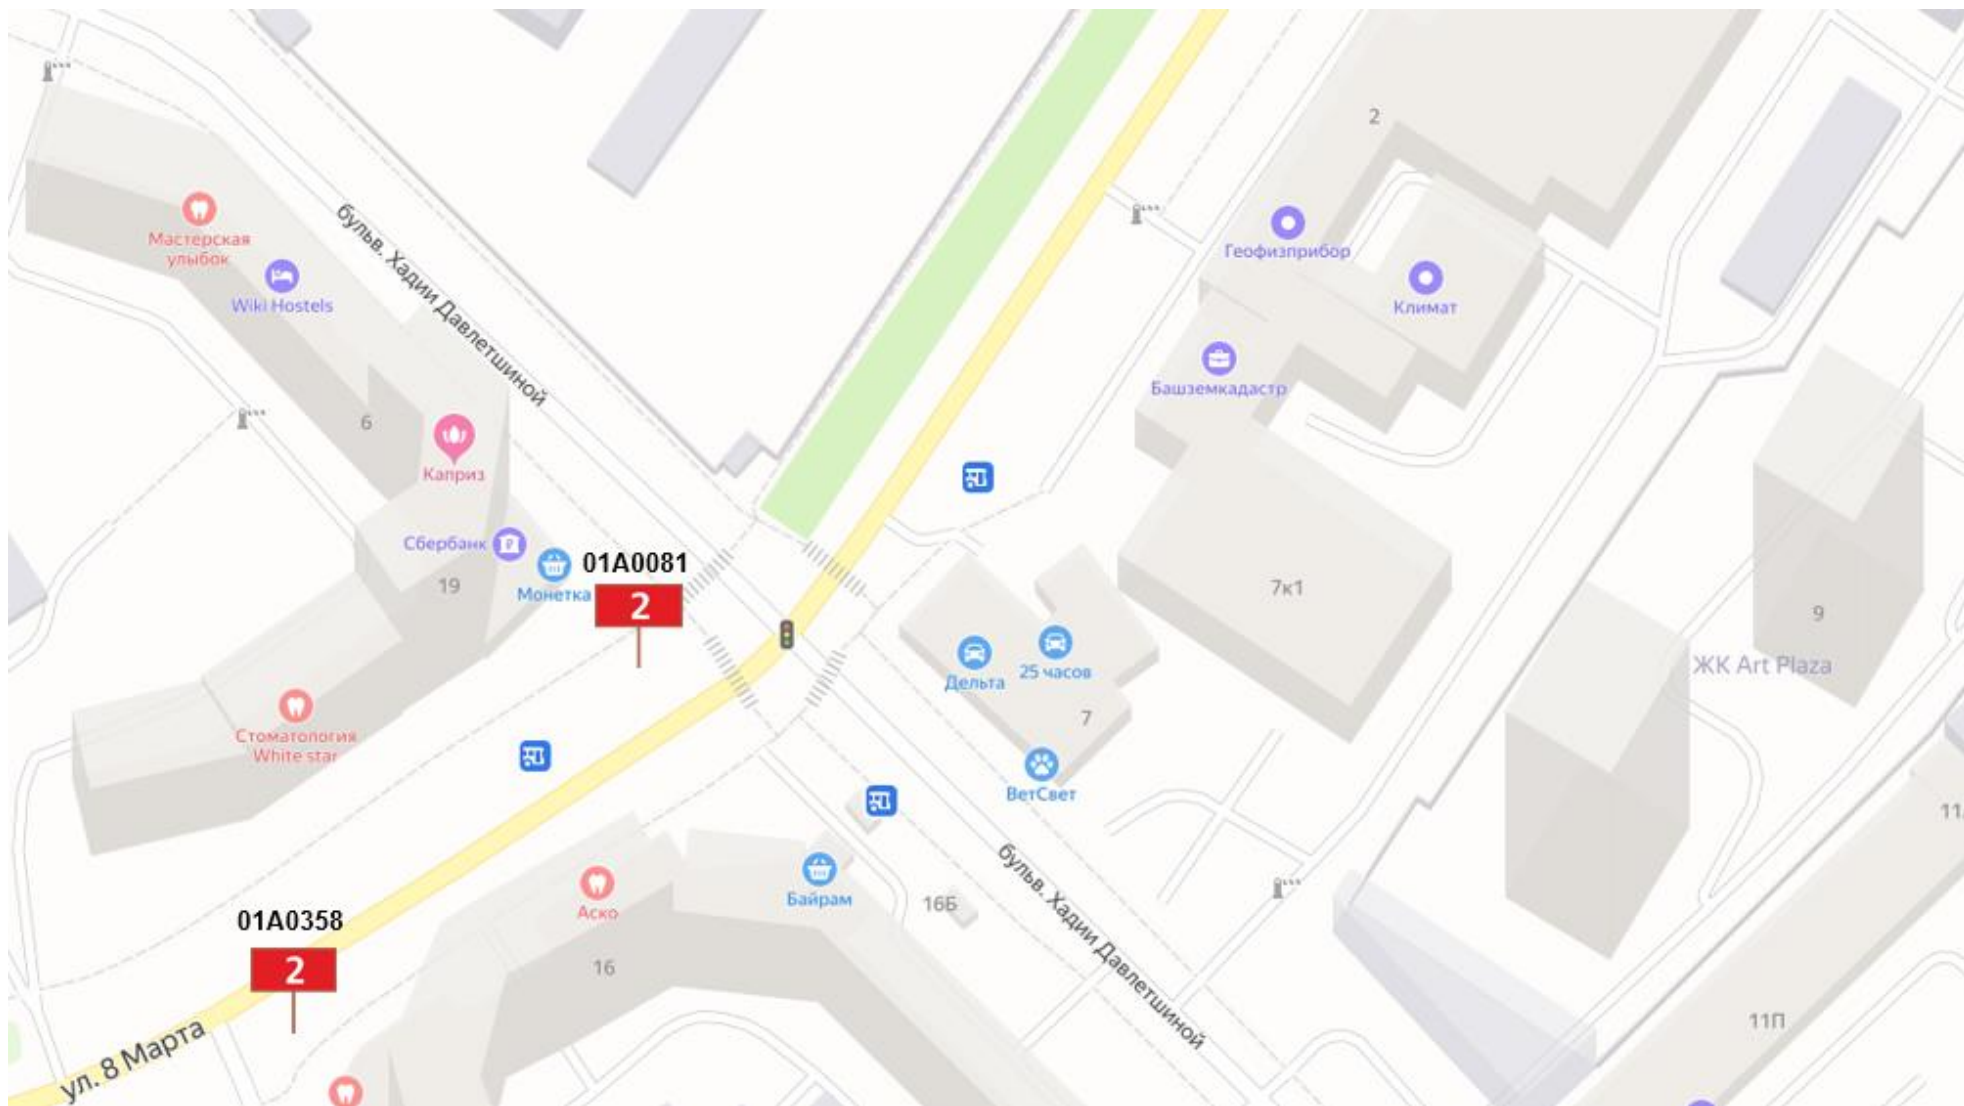 2
Мастерская
улыбок
Wiki Hostels
бульв. Хадии Давлетшиной
Геофизприбор
Климат
Башземкадастр
6
Каприз
Сбербанк
19
Монетка
01А0081
2
7к1
9
ЖК Art Plaza
25 часов
Дельта
7
ВетСвет
Стоматология
White star
Байрам
Аско
16
16Б
бульв. Хадии Давлетшиной
01А0358
2
ул. 8 Марта
11П